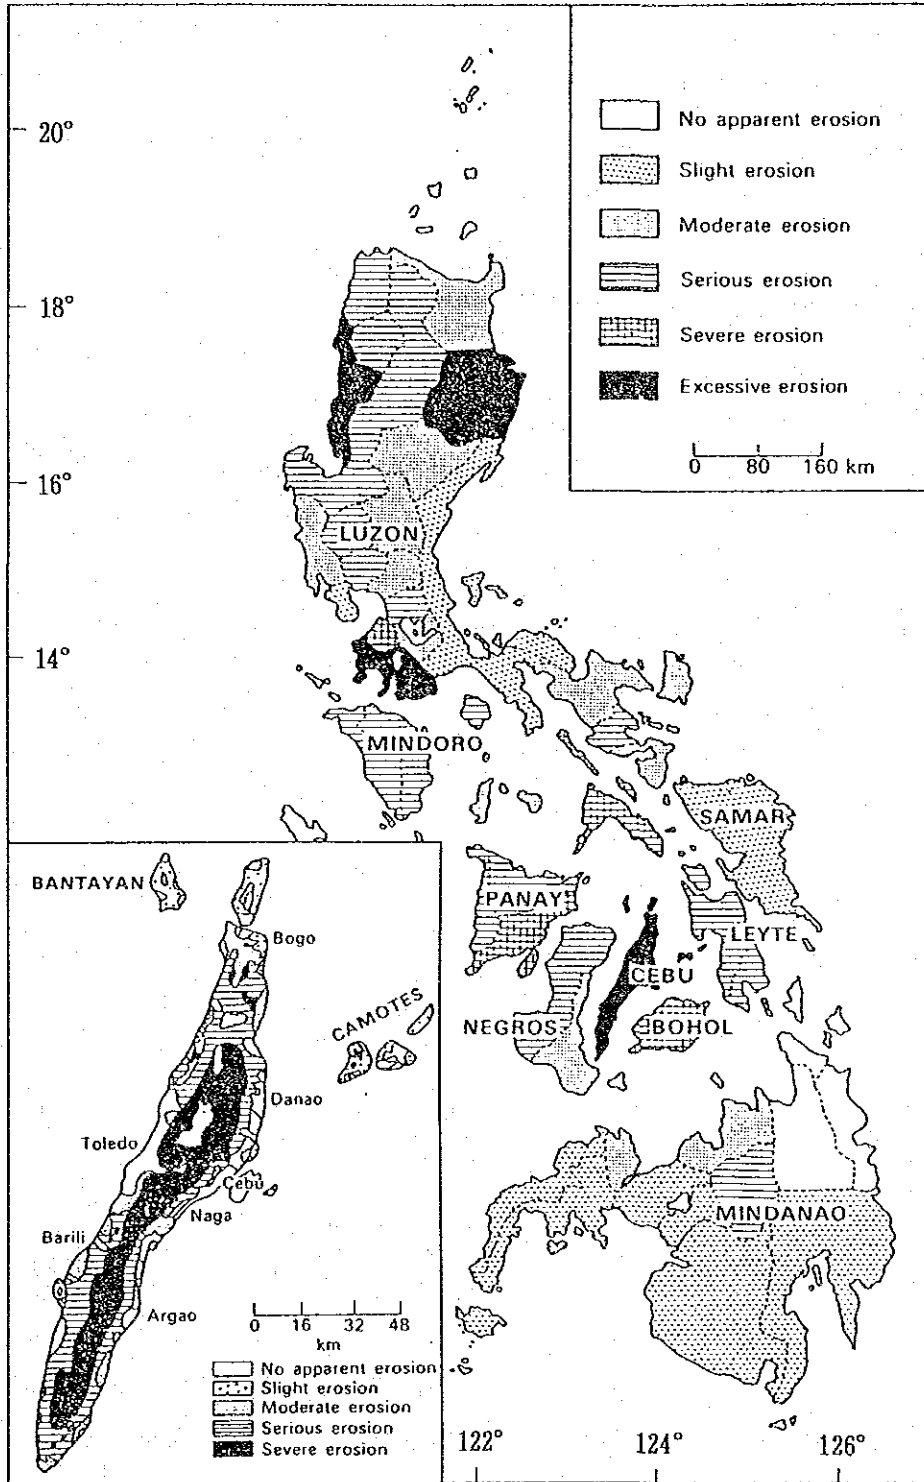 20°
18°
16°
14°
No apparent erosion
Slight erosion
Moderate erosion
Serious erosion
Severe erosion
Excessive erosion
0 80 160 km
LUZON
MINDORO
SAMAR
PANAY
LEYTE
CEBU
NEGROS
BOHOL
MINDANAO
BANTAYAN
Bogo
CAMOTES
Danao
Toledo
Cebu
Naga
Barili
Argao
0 16 32 48
km
No apparent erosion
Slight erosion
Moderate erosion
Serious erosion
Severe erosion
122° 124° 126°